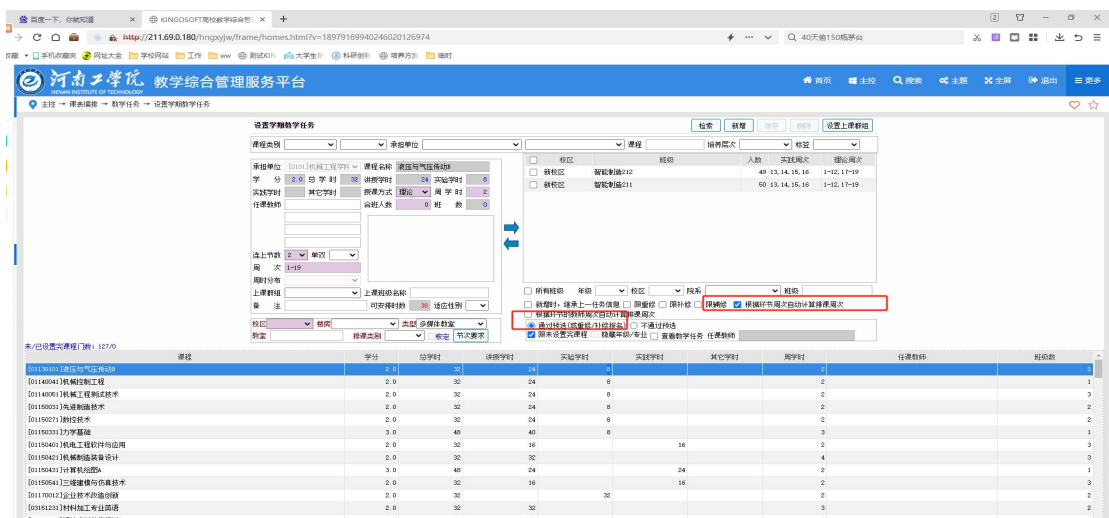 百度一下，你就知道 × KINGOSOFT高校教学综合管 × +
http://211.69.0.180/hngxyjw/frame/homes.html?v=18979169940246020126974 40天偷150瓶茅台
收藏 手机收藏夹 网址大全 学校网站 工作 ww 测试KIN 大学生 科研创新 培养方 临时
河南工学院 教学综合管理服务平台 首页 主控 搜索 主题 全屏 退出 更多
HENAN INSTITUTE OF TECHNOLOGY
主控 → 课表编排 → 教学任务 → 设置学期教学任务
设置学期教学任务 检索 新增 保存 删除 设置上课群组
课程类别 承担单位 课程 培养层次 标签
承担单位 [0101]机械工程学 课程名称 液压与气压传动B
学 分 2.0 总 学 时 32 讲授学时 24 实验学时 8
实践学时 其它学时 授课方式 理论 周 学 时 2
任课教师 合班人数 0 班 数 0
校区 班级 人数 实践周次 理论周次
新校区 智能制造212 49 13,14,15,16 1-12,17-19
新校区 智能制造211 50 13,14,15,16 1-12,17-19
连上节数 2 单双
周 次 1-19
周时分布
上课群组 上课班级名称
备 注 可安排时数 38 适应性别
校区 楼房 类型 多媒体教室
教室 排课类别 核定 节次要求
所有班级 年级 校区 院系 班级
新增时，继承上一任务信息 限重修 限补修 限辅修 根据环节周次自动计算排课周次
根据环节的教师周次自动计算排课周次
通过预选(或重修/补修报名) 不通过预选
限未设置完课程 隐藏年级/专业 查看教学任务 任课教师
未/已设置完课程门数: 127/0
课程 学分 总学时 讲授学时 实验学时 实践学时 其它学时 周学时 任课教师 班级数
[01130101]液压与气压传动B 2.0 32 24 8 2 2
[01140041]机械控制工程 2.0 32 24 8 2 1
[01140051]机械工程测试技术 2.0 32 24 8 2 3
[01150031]先进制造技术 2.0 32 24 8 2 2
[01150271]数控技术 2.0 32 24 8 2 2
[01150331]力学基础 3.0 48 40 8 3 1
[01150401]机电工程软件与应用 2.0 32 16 16 2 3
[01150421]机械制造装备设计 2.0 32 32 4 3
[01150431]计算机绘图A 3.0 48 24 24 2 1
[01150541]三维建模与仿真技术 2.0 32 16 16 2 3
[01170012]企业技术改造创新 2.0 32 32 2 2
[03151231]材料加工专业英语 2.0 32 32 3 2